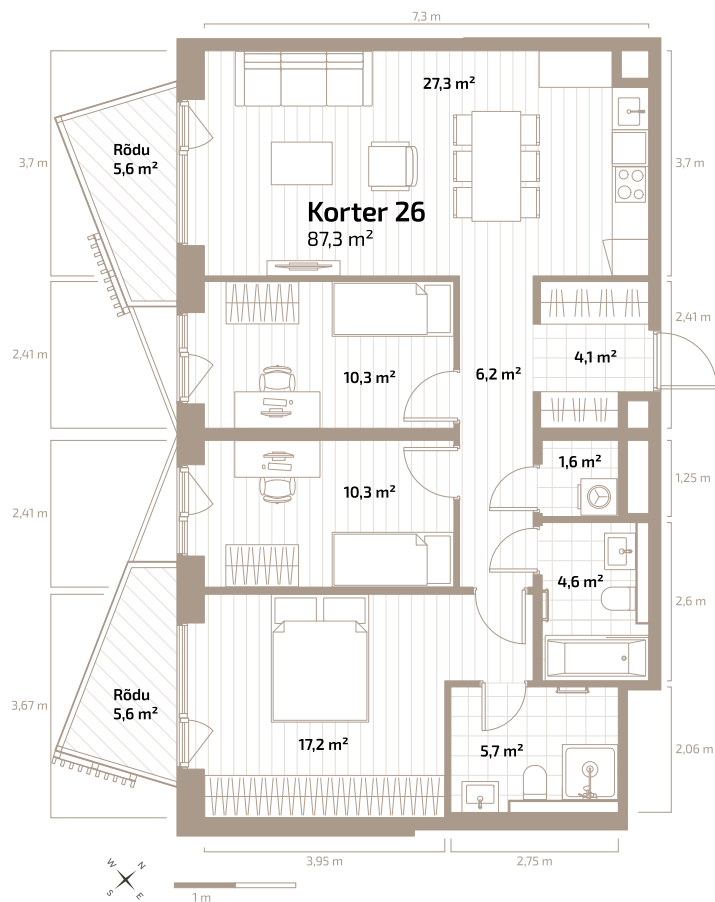 7,3 m
27,3 m²
Rõdu
5,6 m²
3,7 m
3,7 m
Korter 26
87,3 m²
2,41 m
2,41 m
4,1 m²
6,2 m²
10,3 m²
1,6 m²
1,25 m
10,3 m²
2,41 m
4,6 m²
2,6 m
Rõdu
5,6 m²
3,67 m
17,2 m²
5,7 m²
2,06 m
3,95 m
2,75 m
W N
S E
1 m